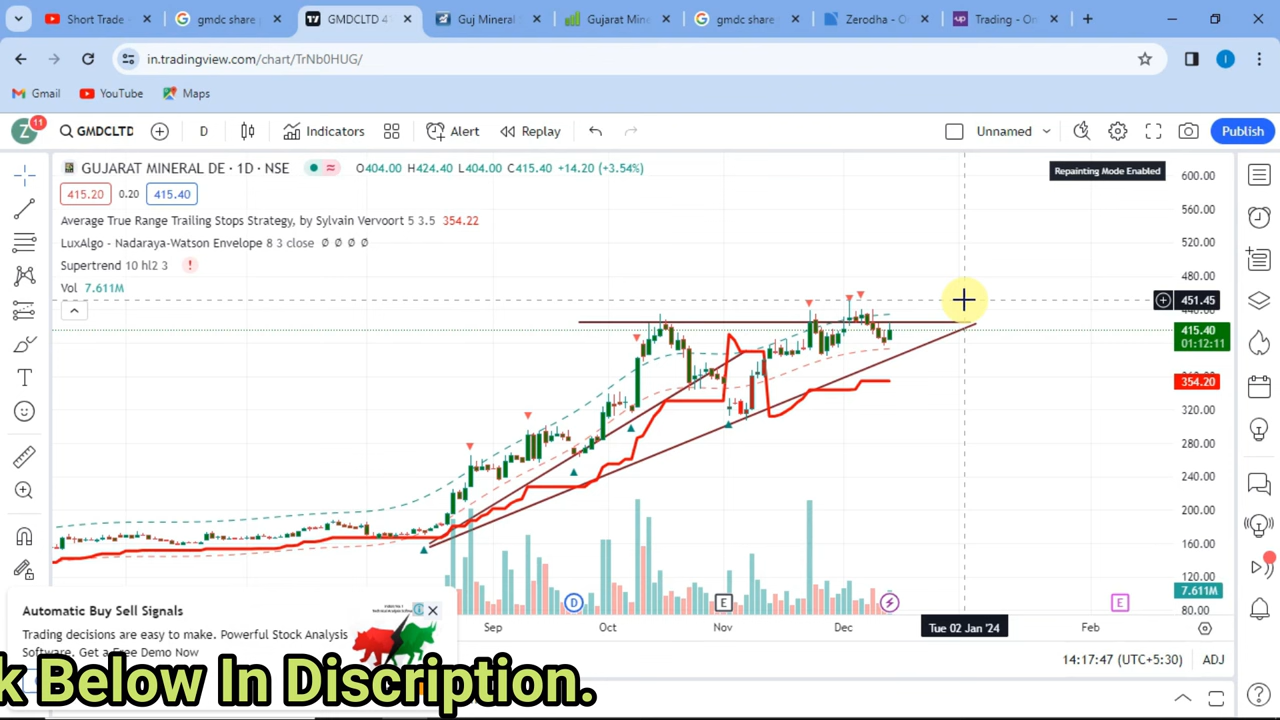 Short Trade
gmdc share
GMDCLTD 4
Guj Mineral
Gujarat Mine
gmdc share
Zerodha - O
Trading - On
in.tradingview.com/chart/TrNb0HUG/
Gmail YouTube Maps
Z 11 GMDCLTD D Indicators Alert Replay Unnamed Publish
GUJARAT MINERAL DE · 1D · NSE O404.00 H424.40 L404.00 C415.40 +14.20 (+3.54%)
Repainting Mode Enabled
415.20 0.20 415.40
Average True Range Trailing Stops Strategy, by Sylvain Vervoort 5 3.5 354.22
LuxAlgo - Nadaraya-Watson Envelope 8 3 close ∅ ∅ ∅ ∅
Supertrend 10 hl2 3
Vol 7.611M
600.00
560.00
520.00
480.00
451.45
415.40
01:12:11
354.20
320.00
280.00
240.00
200.00
160.00
120.00
7.611M
80.00
D E E
Sep Oct Nov Dec Tue 02 Jan '24 Feb
14:17:47 (UTC+5:30) ADJ
Automatic Buy Sell Signals
Trading decisions are easy to make. Powerful Stock Analysis
Software. Get a Free Demo Now
k Below In Discription.